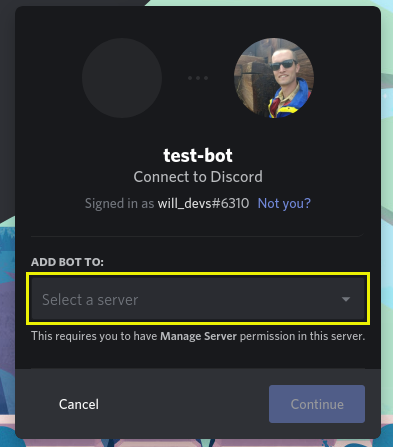 test-bot
Connect to Discord
Signed in as will_devs#6310 Not you?
ADD BOT TO:
Select a server
This requires you to have Manage Server permission in this server.
Cancel
Continue